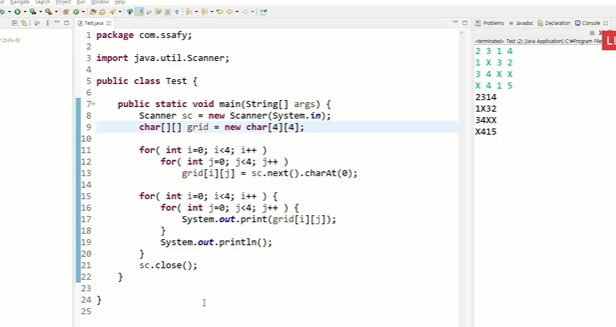 Navigate Search Project Run Window Help
Test.java
1 package com.ssafy;
2
3 import java.util.Scanner;
4
5 public class Test {
6
7 public static void main(String[] args) {
8 Scanner sc = new Scanner(System.in);
9 char[][] grid = new char[4][4];
10
11 for( int i=0; i<4; i++ )
12 for( int j=0; j<4; j++ )
13 grid[i][j] = sc.next().charAt(0);
14
15 for( int i=0; i<4; i++ ) {
16 for( int j=0; j<4; j++ ) {
17 System.out.print(grid[i][j]);
18 }
19 System.out.println();
20 }
21 sc.close();
22 }
23
24 }
25
Problems Javadoc Declaration Console
<terminated> Test (2) [Java Application] C:\Program File
2 3 1 4
1 X 3 2
3 4 X X
X 4 1 5
2314
1X32
34XX
X415